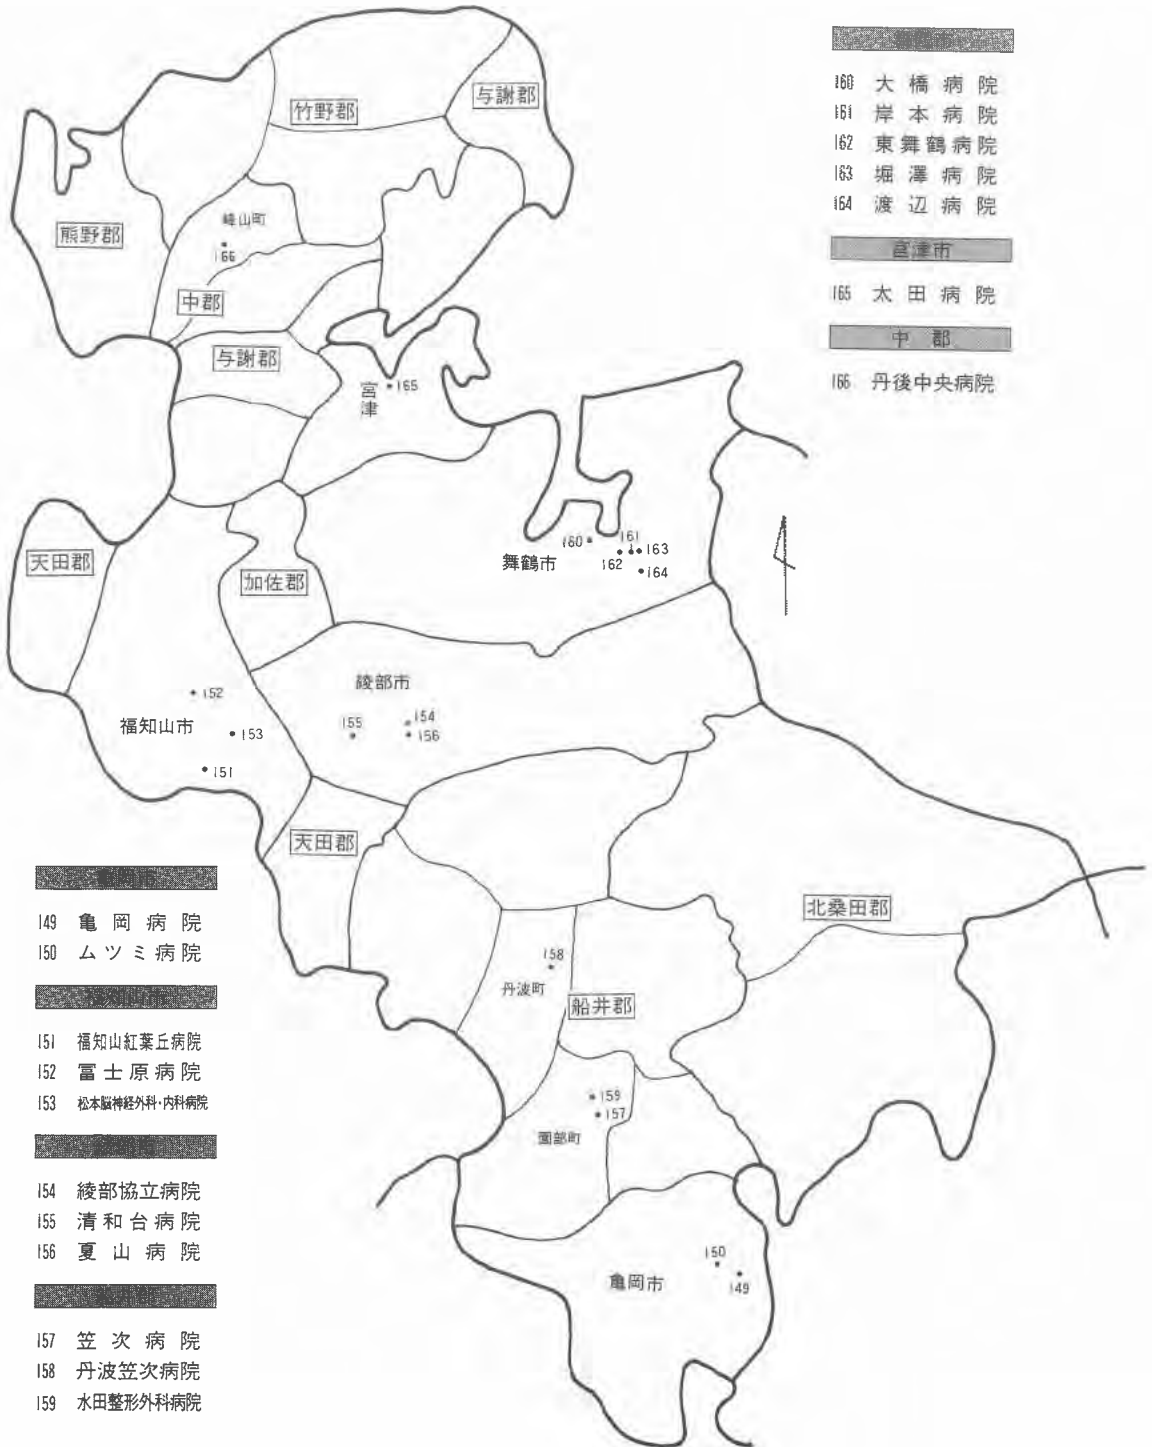 与謝郡
竹野郡
峰山町
166
熊野郡
中郡
与謝郡
165
宮津
天田郡
加佐郡
舞鶴市
160
161
162
163
164
綾部市
152
福知山市
153
151
155
154
156
天田郡
北桑田郡
158
丹波町
船井郡
159
157
園部町
150
149
亀岡市
160 大橋病院
161 岸本病院
162 東舞鶴病院
163 堀澤病院
164 渡辺病院
宮津市
165 太田病院
中郡
166 丹後中央病院
亀岡市
149 亀岡病院
150 ムツミ病院
福知山市
151 福知山紅葉丘病院
152 冨士原病院
153 松本脳神経外科・内科病院
154 綾部協立病院
155 清和台病院
156 夏山病院
157 笠次病院
158 丹波笠次病院
159 水田整形外科病院